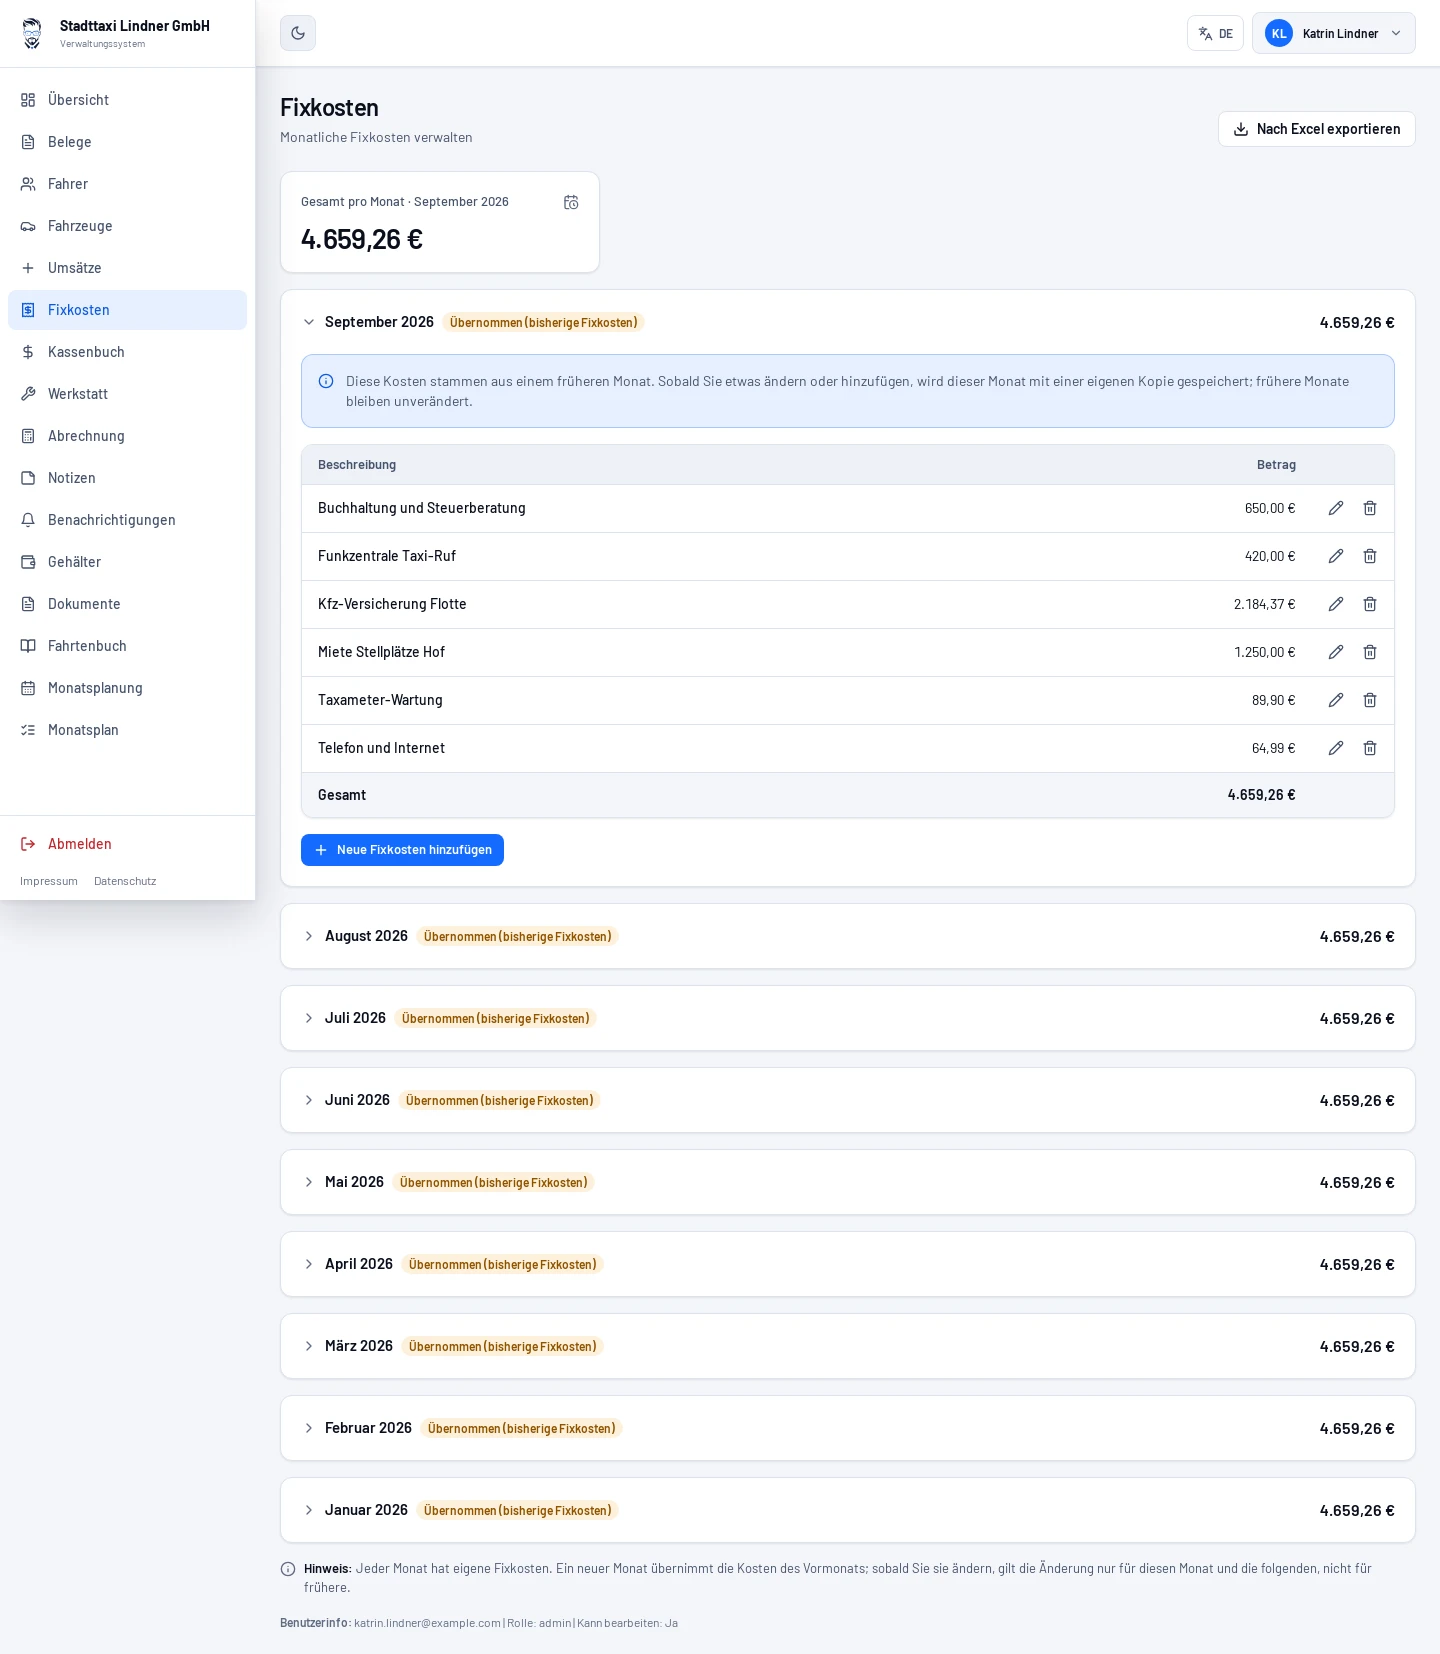 Stadttaxi Lindner GmbH
Verwaltungssystem
DE
KL
Katrin Lindner
Übersicht
Belege
Fahrer
Fahrzeuge
Umsätze
Fixkosten
Kassenbuch
Werkstatt
Abrechnung
Notizen
Benachrichtigungen
Gehälter
Dokumente
Fahrtenbuch
Monatsplanung
Monatsplan
Abmelden
Impressum Datenschutz
Fixkosten
Monatliche Fixkosten verwalten
Nach Excel exportieren
Gesamt pro Monat · September 2026
4.659,26 €
September 2026 Übernommen (bisherige Fixkosten) 4.659,26 €
Diese Kosten stammen aus einem früheren Monat. Sobald Sie etwas ändern oder hinzufügen, wird dieser Monat mit einer eigenen Kopie gespeichert; frühere Monate
bleiben unverändert.
Beschreibung Betrag
Buchhaltung und Steuerberatung 650,00 €
Funkzentrale Taxi-Ruf 420,00 €
Kfz-Versicherung Flotte 2.184,37 €
Miete Stellplätze Hof 1.250,00 €
Taxameter-Wartung 89,90 €
Telefon und Internet 64,99 €
Gesamt 4.659,26 €
Neue Fixkosten hinzufügen
August 2026 Übernommen (bisherige Fixkosten) 4.659,26 €
Juli 2026 Übernommen (bisherige Fixkosten) 4.659,26 €
Juni 2026 Übernommen (bisherige Fixkosten) 4.659,26 €
Mai 2026 Übernommen (bisherige Fixkosten) 4.659,26 €
April 2026 Übernommen (bisherige Fixkosten) 4.659,26 €
März 2026 Übernommen (bisherige Fixkosten) 4.659,26 €
Februar 2026 Übernommen (bisherige Fixkosten) 4.659,26 €
Januar 2026 Übernommen (bisherige Fixkosten) 4.659,26 €
Hinweis: Jeder Monat hat eigene Fixkosten. Ein neuer Monat übernimmt die Kosten des Vormonats; sobald Sie sie ändern, gilt die Änderung nur für diesen Monat und die folgenden, nicht für
frühere.
Benutzerinfo: katrin.lindner@example.com | Rolle: admin | Kann bearbeiten: Ja